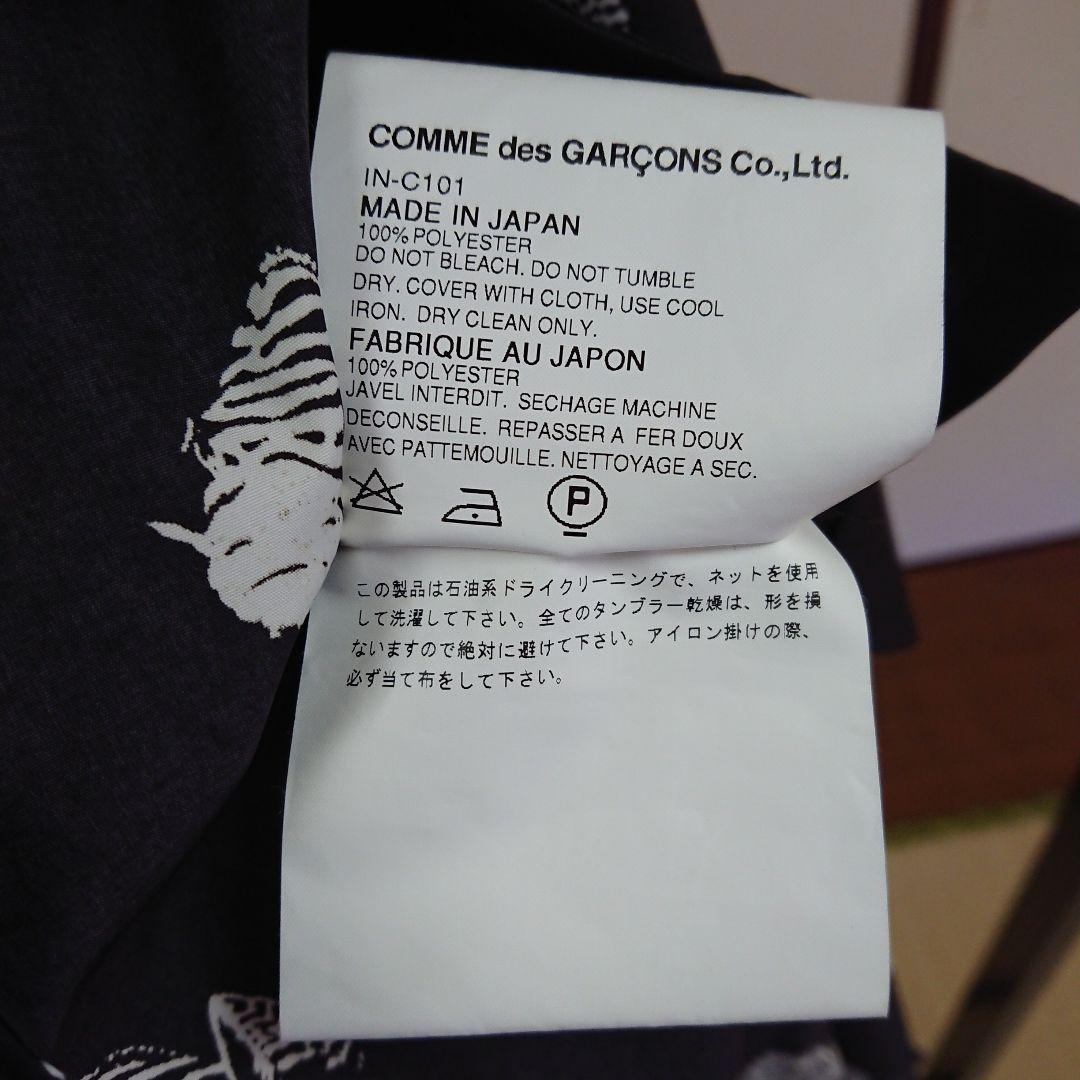 COMME des GARÇONS Co.,Ltd.
IN-C101
MADE IN JAPAN
100% POLYESTER
DO NOT BLEACH. DO NOT TUMBLE
DRY. COVER WITH CLOTH, USE COOL
IRON. DRY CLEAN ONLY.
FABRIQUE AU JAPON
100% POLYESTER
JAVEL INTERDIT. SECHAGE MACHINE
DECONSEILLE. REPASSER A FER DOUX
AVEC PATTEMOUILLE. NETTOYAGE A SEC.
P
この製品は石油系ドライクリーニングで、ネットを使用
して洗濯して下さい。全てのタンブラー乾燥は、形を損
ないますので絶対に避けて下さい。アイロン掛けの際、
必ず当て布をして下さい。